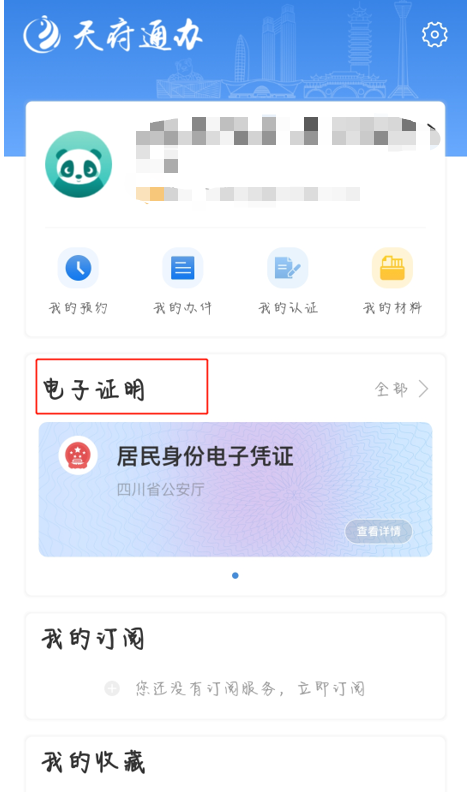 天府通办
我的预约 我的办件 我的认证 我的材料
电子证明 全部
居民身份电子凭证
四川省公安厅
查看详情
我的订阅
您还没有订阅服务，立即订阅
我的收藏